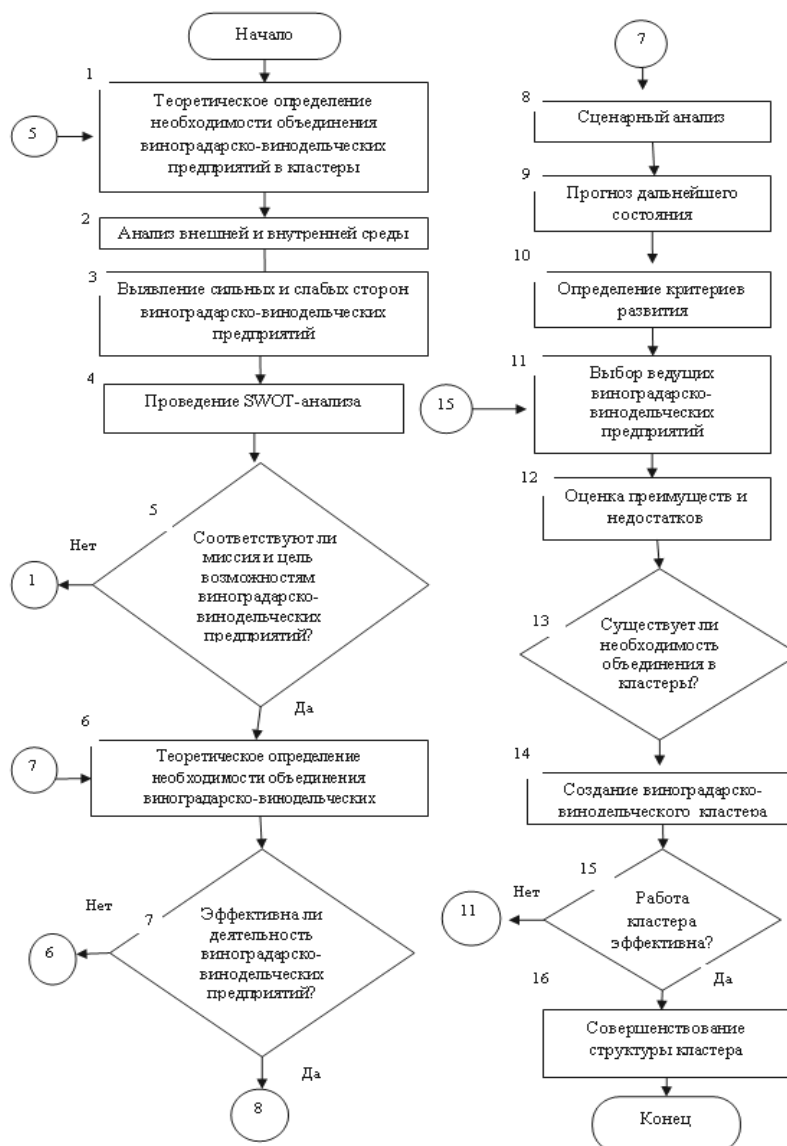 Начало
1
Теоретическое определение
необходимости объединения
виноградарско-винодельческих
предприятий в кластеры
5
2
Анализ внешней и внутренней среды
3
Выявление сильных и слабых сторон
виноградарско-винодельческих
предприятий
4
Проведение SWOT-анализа
5
Соответствуют ли
миссия и цель
возможностям
виноградарско-
винодельческих
предприятий?
Нет
1
Да
6
Теоретическое определение
необходимости объединения
виноградарско-винодельческих
7
7
Эффективна ли
деятельность
виноградарско-
винодельческих
предприятий?
Нет
6
Да
8
7
8
Сценарный анализ
9
Прогноз дальнейшего
состояния
10
Определение критериев
развития
11
Выбор ведущих
виноградарско-
винодельческих
предприятий
15
12
Оценка преимуществ и
недостатков
13
Существует ли
необходимость
объединения в
кластеры?
14
Создание виноградарско-
винодельческого кластера
15
Работа
кластера
эффективна?
Нет
11
Да
16
Совершенствование
структуры кластера
Конец